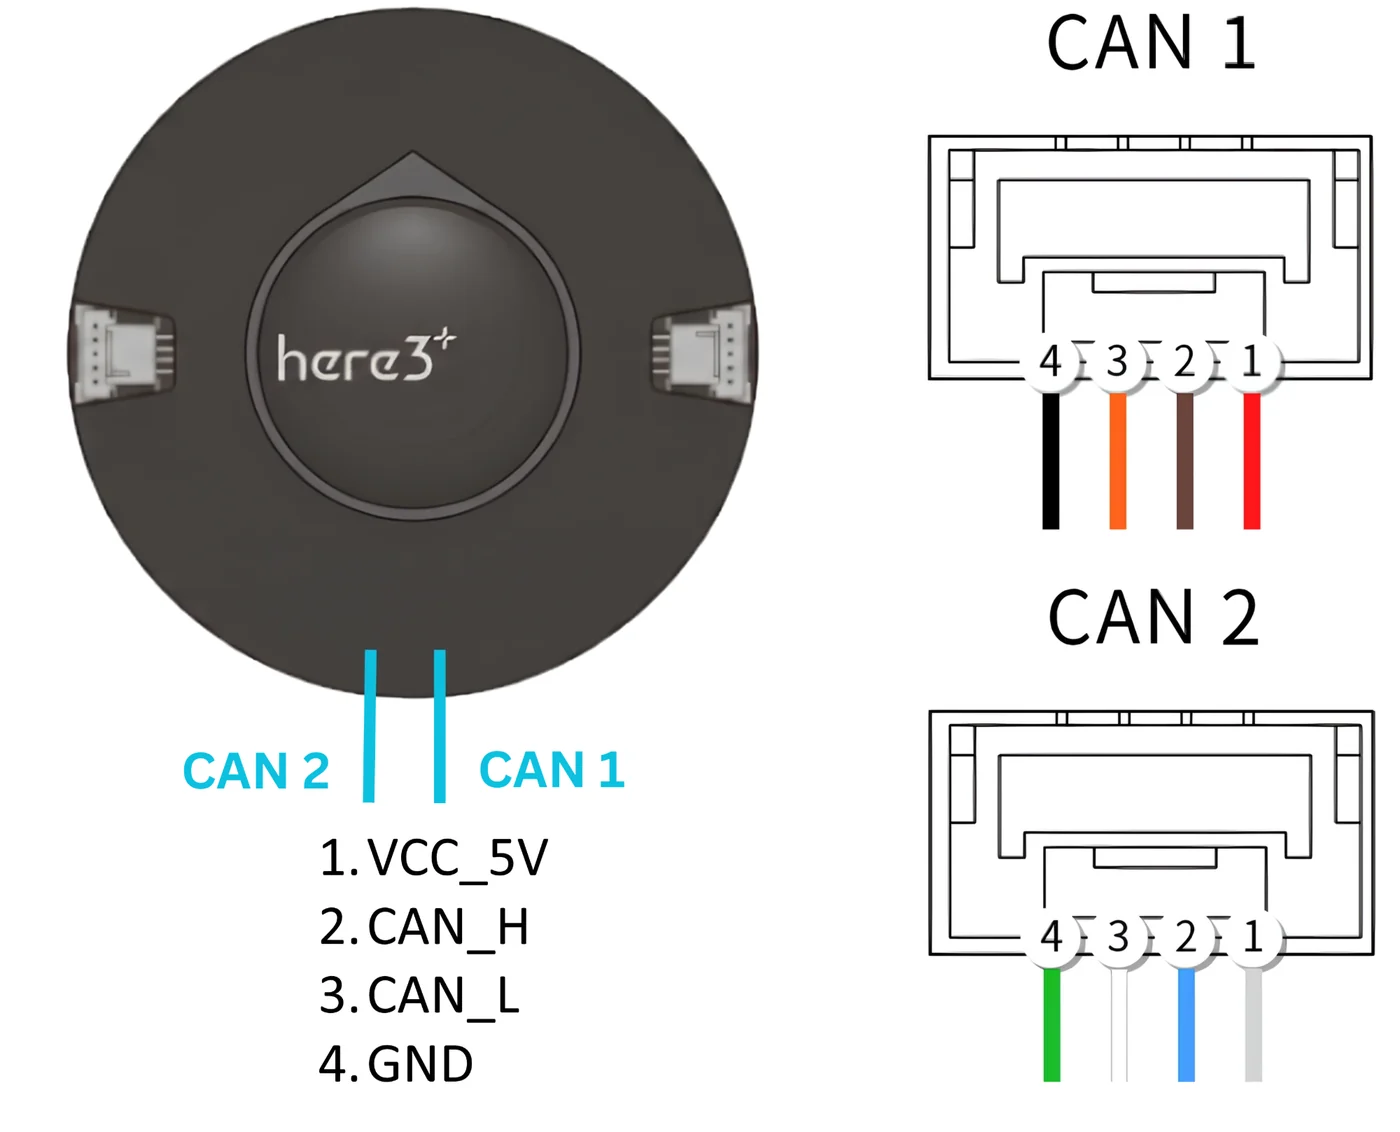 here3+
CAN 2
CAN 1
1. VCC_5V
2. CAN_H
3. CAN_L
4. GND
CAN 1
4 3 2 1
CAN 2
4 3 2 1